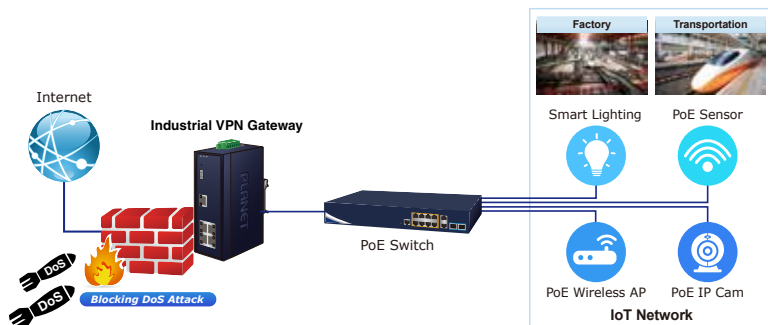 Factory
Transportation
Internet
Industrial VPN Gateway
Smart Lighting
PoE Sensor
PLANET
PoE Switch
DoS
DoS
Blocking DoS Attack
PoE Wireless AP
PoE IP Cam
IoT Network